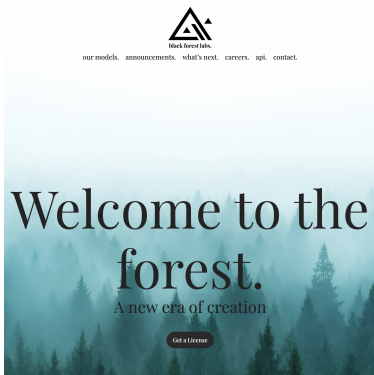 black forest labs.
our models. announcements. what's next. careers. api. contact.
Welcome to the
forest.
A new era of creation
Get a License